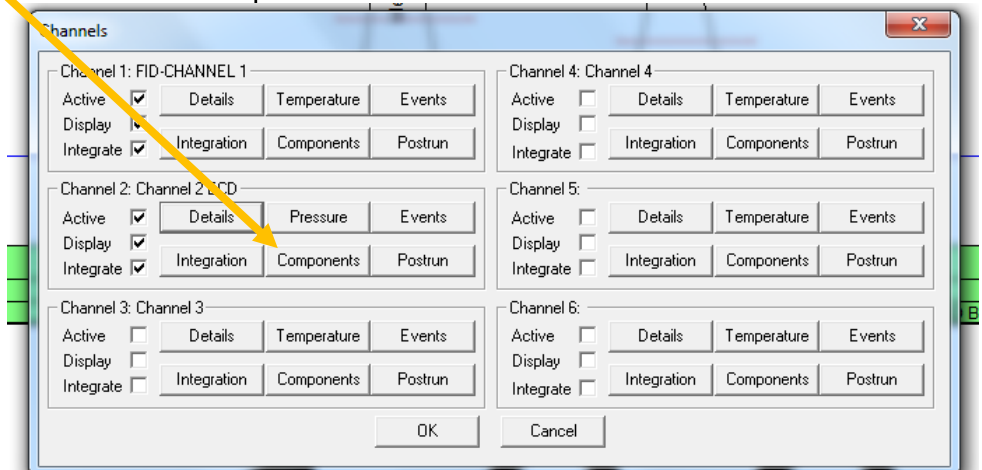 Channels
Channel 1: FID-CHANNEL 1
Active Details Temperature Events
Display
Integrate Integration Components Postrun
Channel 2: Channel 2 ECD
Active Details Pressure Events
Display
Integrate Integration Components Postrun
Channel 3: Channel 3
Active Details Temperature Events
Display
Integrate Integration Components Postrun
Channel 4: Channel 4
Active Details Temperature Events
Display
Integrate Integration Components Postrun
Channel 5:
Active Details Temperature Events
Display
Integrate Integration Components Postrun
Channel 6:
Active Details Temperature Events
Display
Integrate Integration Components Postrun
OK Cancel
B